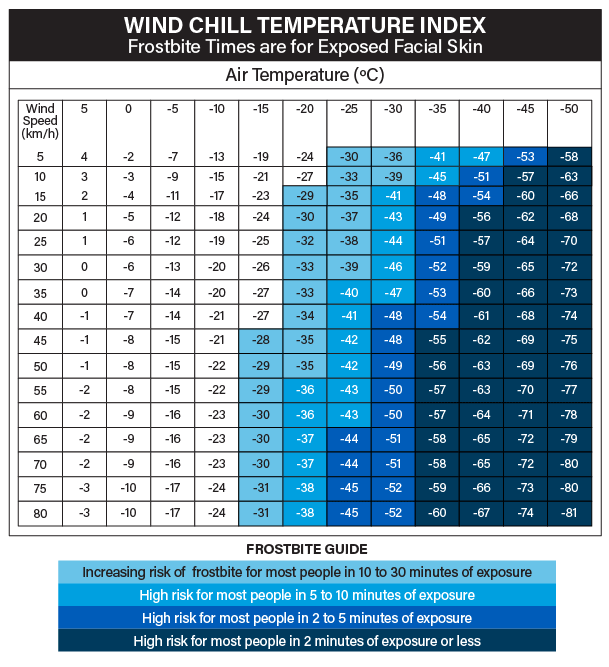 WIND CHILL TEMPERATURE INDEX
Frostbite Times are for Exposed Facial Skin
Air Temperature (ºC)
Wind Speed (km/h) 5 0 -5 -10 -15 -20 -25 -30 -35 -40 -45 -50
5 4 -2 -7 -13 -19 -24 -30 -36 -41 -47 -53 -58
10 3 -3 -9 -15 -21 -27 -33 -39 -45 -51 -57 -63
15 2 -4 -11 -17 -23 -29 -35 -41 -48 -54 -60 -66
20 1 -5 -12 -18 -24 -30 -37 -43 -49 -56 -62 -68
25 1 -6 -12 -19 -25 -32 -38 -44 -51 -57 -64 -70
30 0 -6 -13 -20 -26 -33 -39 -46 -52 -59 -65 -72
35 0 -7 -14 -20 -27 -33 -40 -47 -53 -60 -66 -73
40 -1 -7 -14 -21 -27 -34 -41 -48 -54 -61 -68 -74
45 -1 -8 -15 -21 -28 -35 -42 -48 -55 -62 -69 -75
50 -1 -8 -15 -22 -29 -35 -42 -49 -56 -63 -69 -76
55 -2 -8 -15 -22 -29 -36 -43 -50 -57 -63 -70 -77
60 -2 -9 -16 -23 -30 -36 -43 -50 -57 -64 -71 -78
65 -2 -9 -16 -23 -30 -37 -44 -51 -58 -65 -72 -79
70 -2 -9 -16 -23 -30 -37 -44 -51 -58 -65 -72 -80
75 -3 -10 -17 -24 -31 -38 -45 -52 -59 -66 -73 -80
80 -3 -10 -17 -24 -31 -38 -45 -52 -60 -67 -74 -81
FROSTBITE GUIDE
Increasing risk of frostbite for most people in 10 to 30 minutes of exposure
High risk for most people in 5 to 10 minutes of exposure
High risk for most people in 2 to 5 minutes of exposure
High risk for most people in 2 minutes of exposure or less